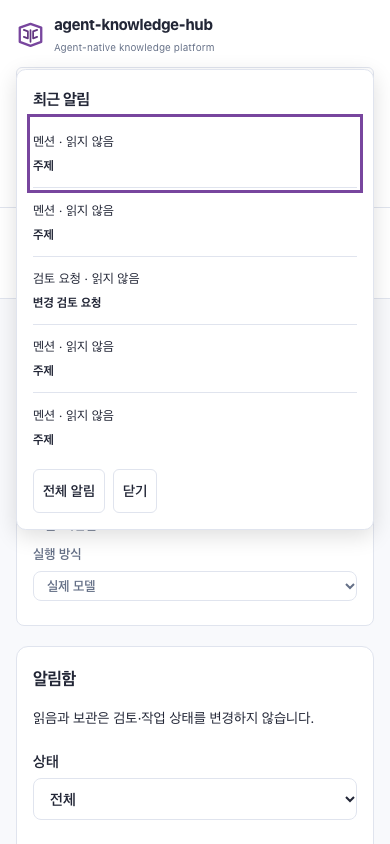 agent-knowledge-hub
Agent-native knowledge platform
최근 알림
멘션 · 읽지 않음
주제
멘션 · 읽지 않음
주제
검토 요청 · 읽지 않음
변경 검토 요청
멘션 · 읽지 않음
주제
멘션 · 읽지 않음
주제
전체 알림 닫기
실행 방식
실제 모델
알림함
읽음과 보관은 검토·작업 상태를 변경하지 않습니다.
상태
전체